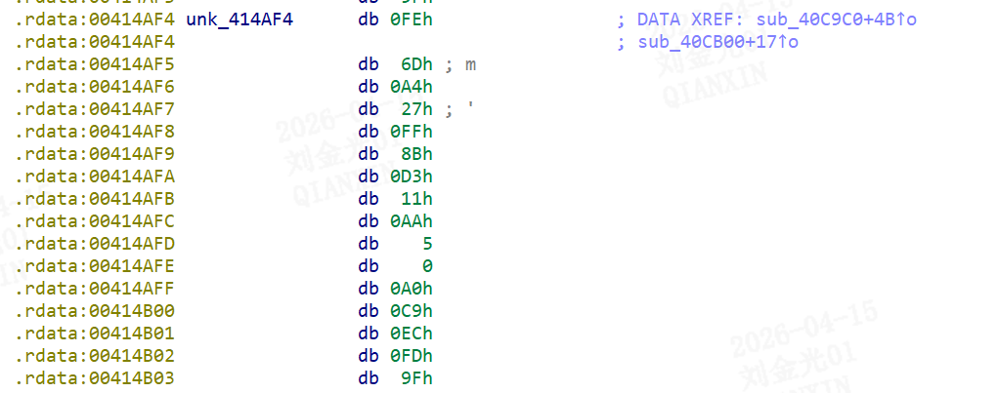 .rdata:00414AF4 unk_414AF4 db 0FEh ; DATA XREF: sub_40C9C0+4B↑o
.rdata:00414AF4 ; sub_40CB00+17↑o
.rdata:00414AF5 db 6Dh ; m
.rdata:00414AF6 db 0A4h
.rdata:00414AF7 db 27h ; '
.rdata:00414AF8 db 0FFh
.rdata:00414AF9 db 8Bh
.rdata:00414AFA db 0D3h
.rdata:00414AFB db 11h
.rdata:00414AFC db 0AAh
.rdata:00414AFD db 5
.rdata:00414AFE db 0
.rdata:00414AFF db 0A0h
.rdata:00414B00 db 0C9h
.rdata:00414B01 db 0ECh
.rdata:00414B02 db 0FDh
.rdata:00414B03 db 9Fh
2026-04-15
刘金光01
QIANXIN